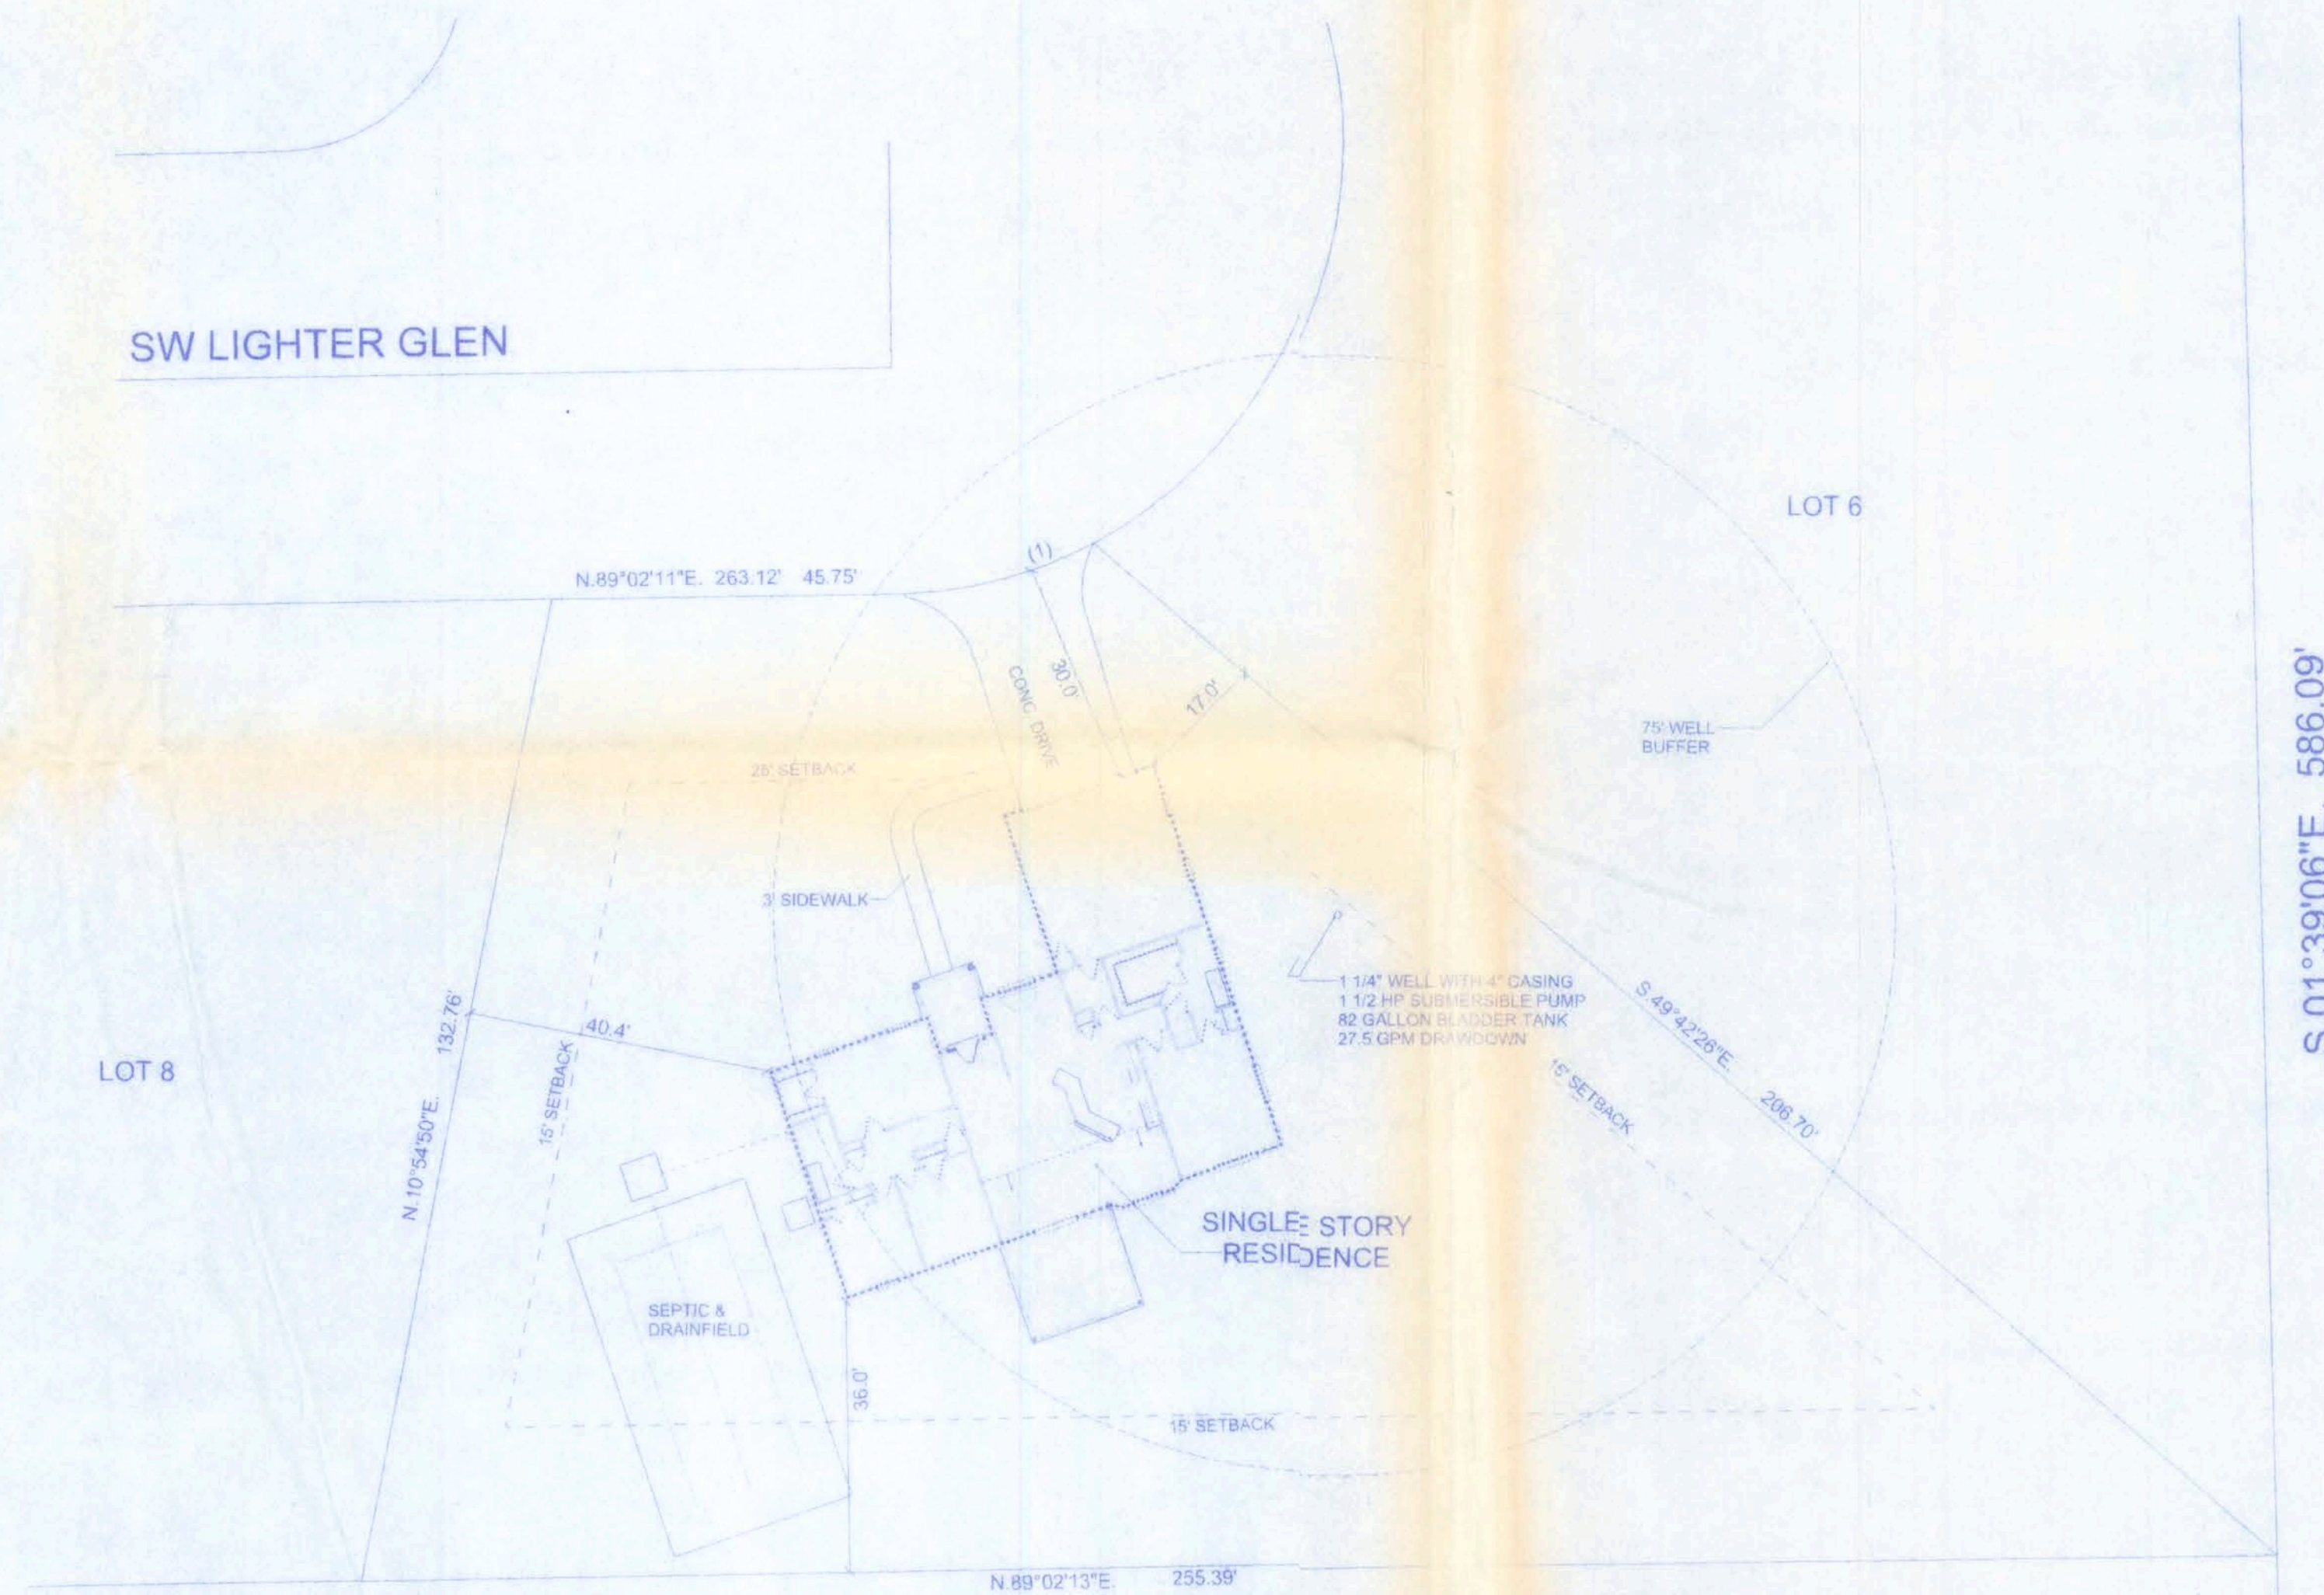 SW LIGHTER GLEN
LOT 6
(1)
N.89°02'11"E. 263.12' 45.75'
30.0'
CONC. DRIVE
17.0'
75' WELL
BUFFER
S.01°39'06"E. 586.09'
25' SETBACK
3' SIDEWALK
1 1/4" WELL WITH 4" CASING
1 1/2 HP SUBMERSIBLE PUMP
82 GALLON BLADDER TANK
27.5 GPM DRAWDOWN
S.49°42'26"E. 206.70'
15' SETBACK
LOT 8
N.10°54'50"E. 132.76'
40.4'
15' SETBACK
SINGLE STORY
RESIDENCE
SEPTIC &
DRAINFIELD
36.0'
15' SETBACK
N.89°02'13"E. 255.39'